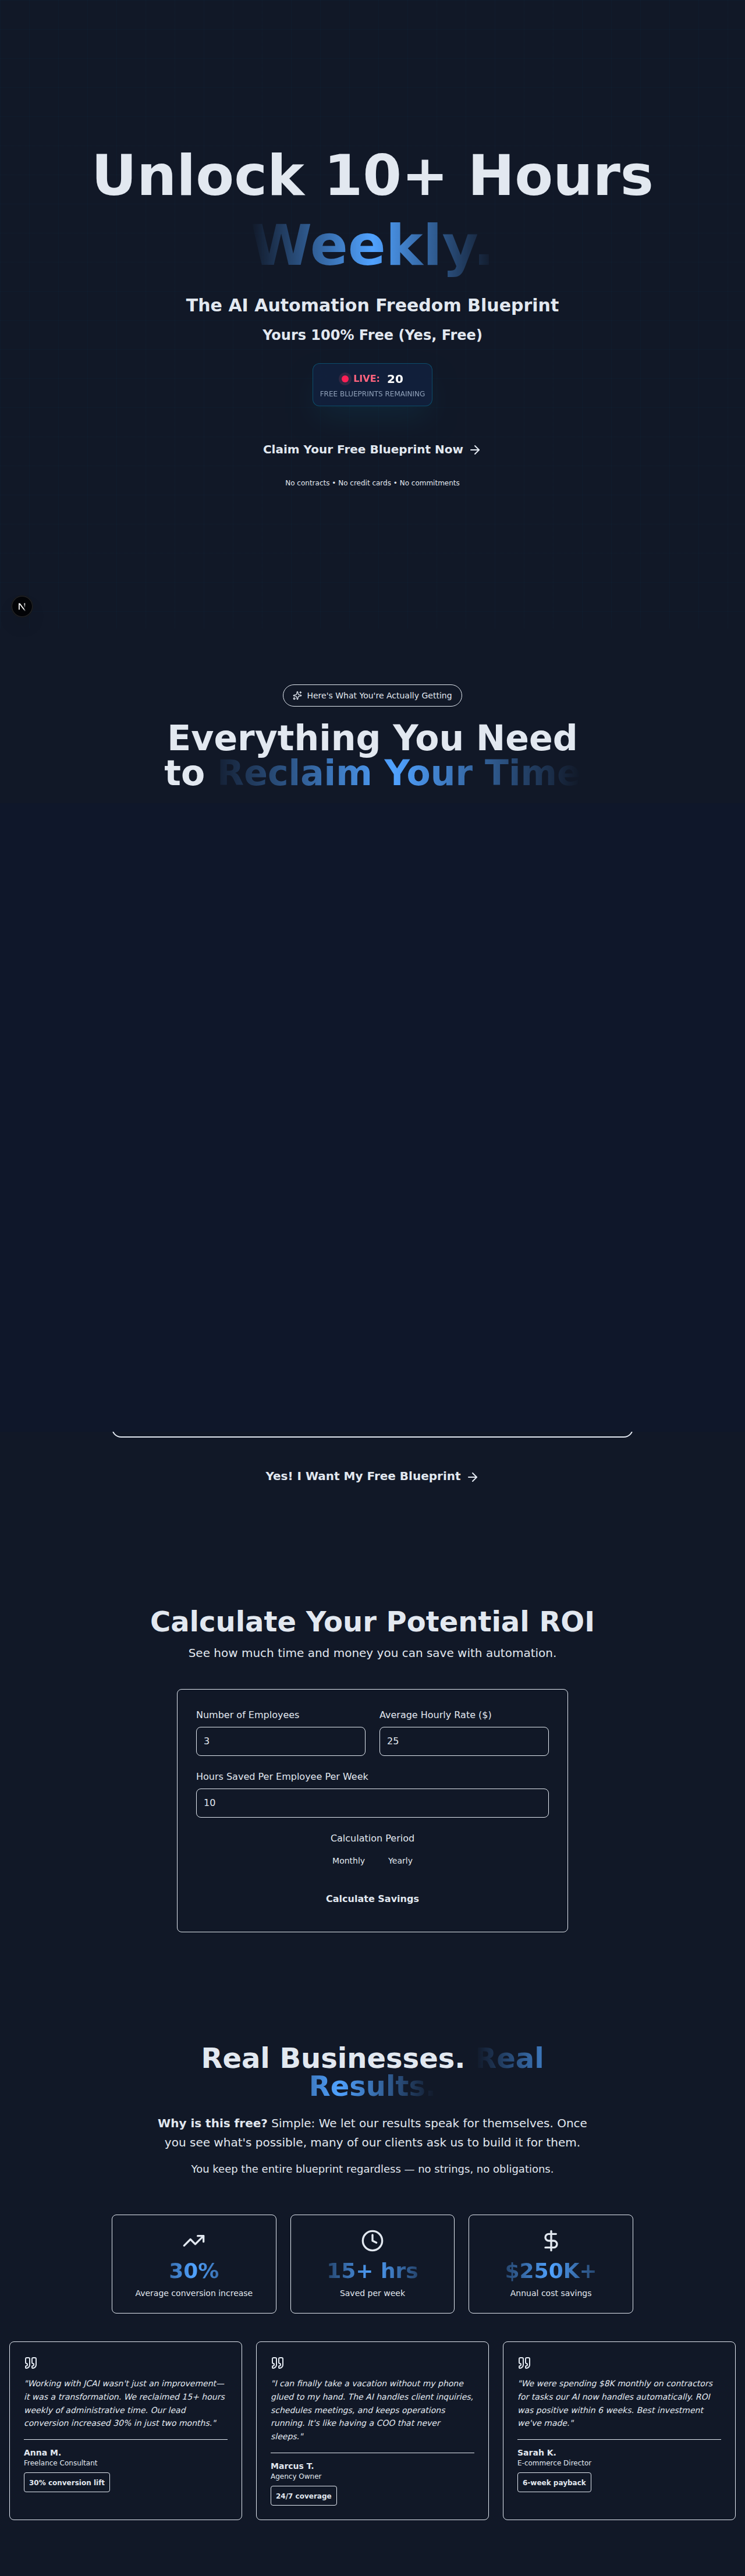 Unlock 10+ Hours
Weekly.
The AI Automation Freedom Blueprint
Yours 100% Free (Yes, Free)
LIVE: 20
FREE BLUEPRINTS REMAINING
Claim Your Free Blueprint Now
No contracts • No credit cards • No commitments
N
Here's What You're Actually Getting
Everything You Need
to Reclaim Your Time
Yes! I Want My Free Blueprint
Calculate Your Potential ROI
See how much time and money you can save with automation.
Number of Employees
3
Average Hourly Rate ($)
25
Hours Saved Per Employee Per Week
10
Calculation Period
Monthly Yearly
Calculate Savings
Real Businesses. Real
Results.
Why is this free? Simple: We let our results speak for themselves. Once
you see what's possible, many of our clients ask us to build it for them.
You keep the entire blueprint regardless — no strings, no obligations.
30%
Average conversion increase
15+ hrs
Saved per week
$250K+
Annual cost savings
"Working with JCAI wasn't just an improvement—
it was a transformation. We reclaimed 15+ hours
weekly of administrative time. Our lead
conversion increased 30% in just two months."
Anna M.
Freelance Consultant
30% conversion lift
"I can finally take a vacation without my phone
glued to my hand. The AI handles client inquiries,
schedules meetings, and keeps operations
running. It's like having a COO that never
sleeps."
Marcus T.
Agency Owner
24/7 coverage
"We were spending $8K monthly on contractors
for tasks our AI now handles automatically. ROI
was positive within 6 weeks. Best investment
we've made."
Sarah K.
E-commerce Director
6-week payback